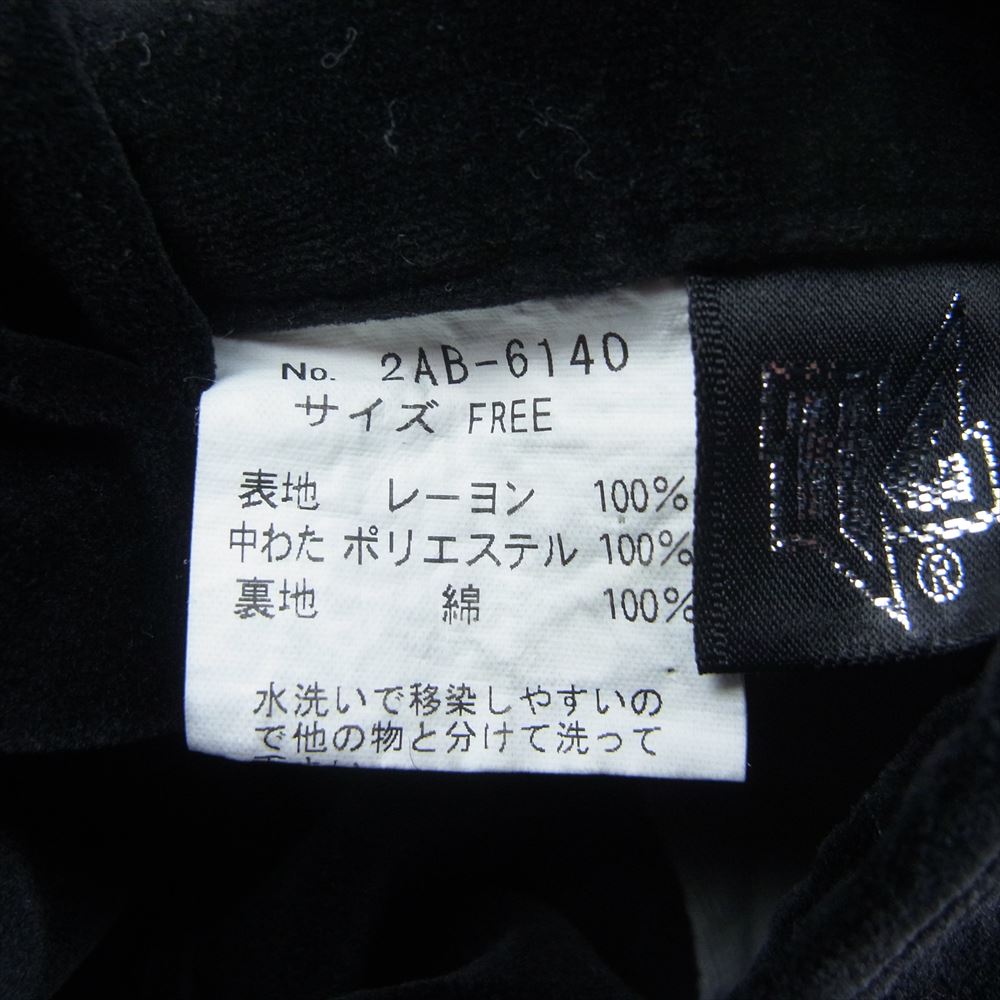 No. 2AB-6140
サイズ FREE
表地 レーヨン 100%
中わた ポリエステル 100%
裏地 綿 100%
水洗いで移染しやすいの
で他の物と分けて洗って
®